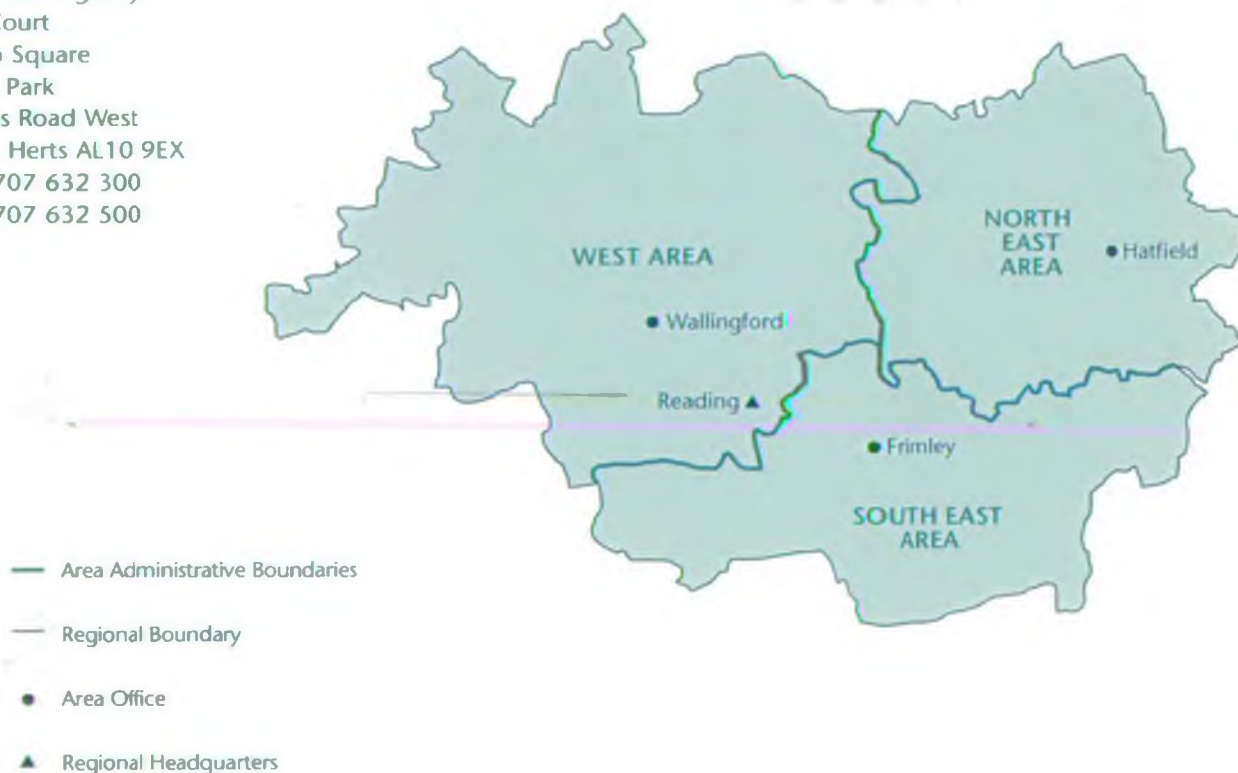 Court
Square
Park
s Road West
Herts AL10 9EX
707 632 300
707 632 500
NORTH
EAST
AREA
Hatfield
WEST AREA
Wallingford
Reading
Frimley
SOUTH EAST
AREA
Area Administrative Boundaries
Regional Boundary
Area Office
Regional Headquarters